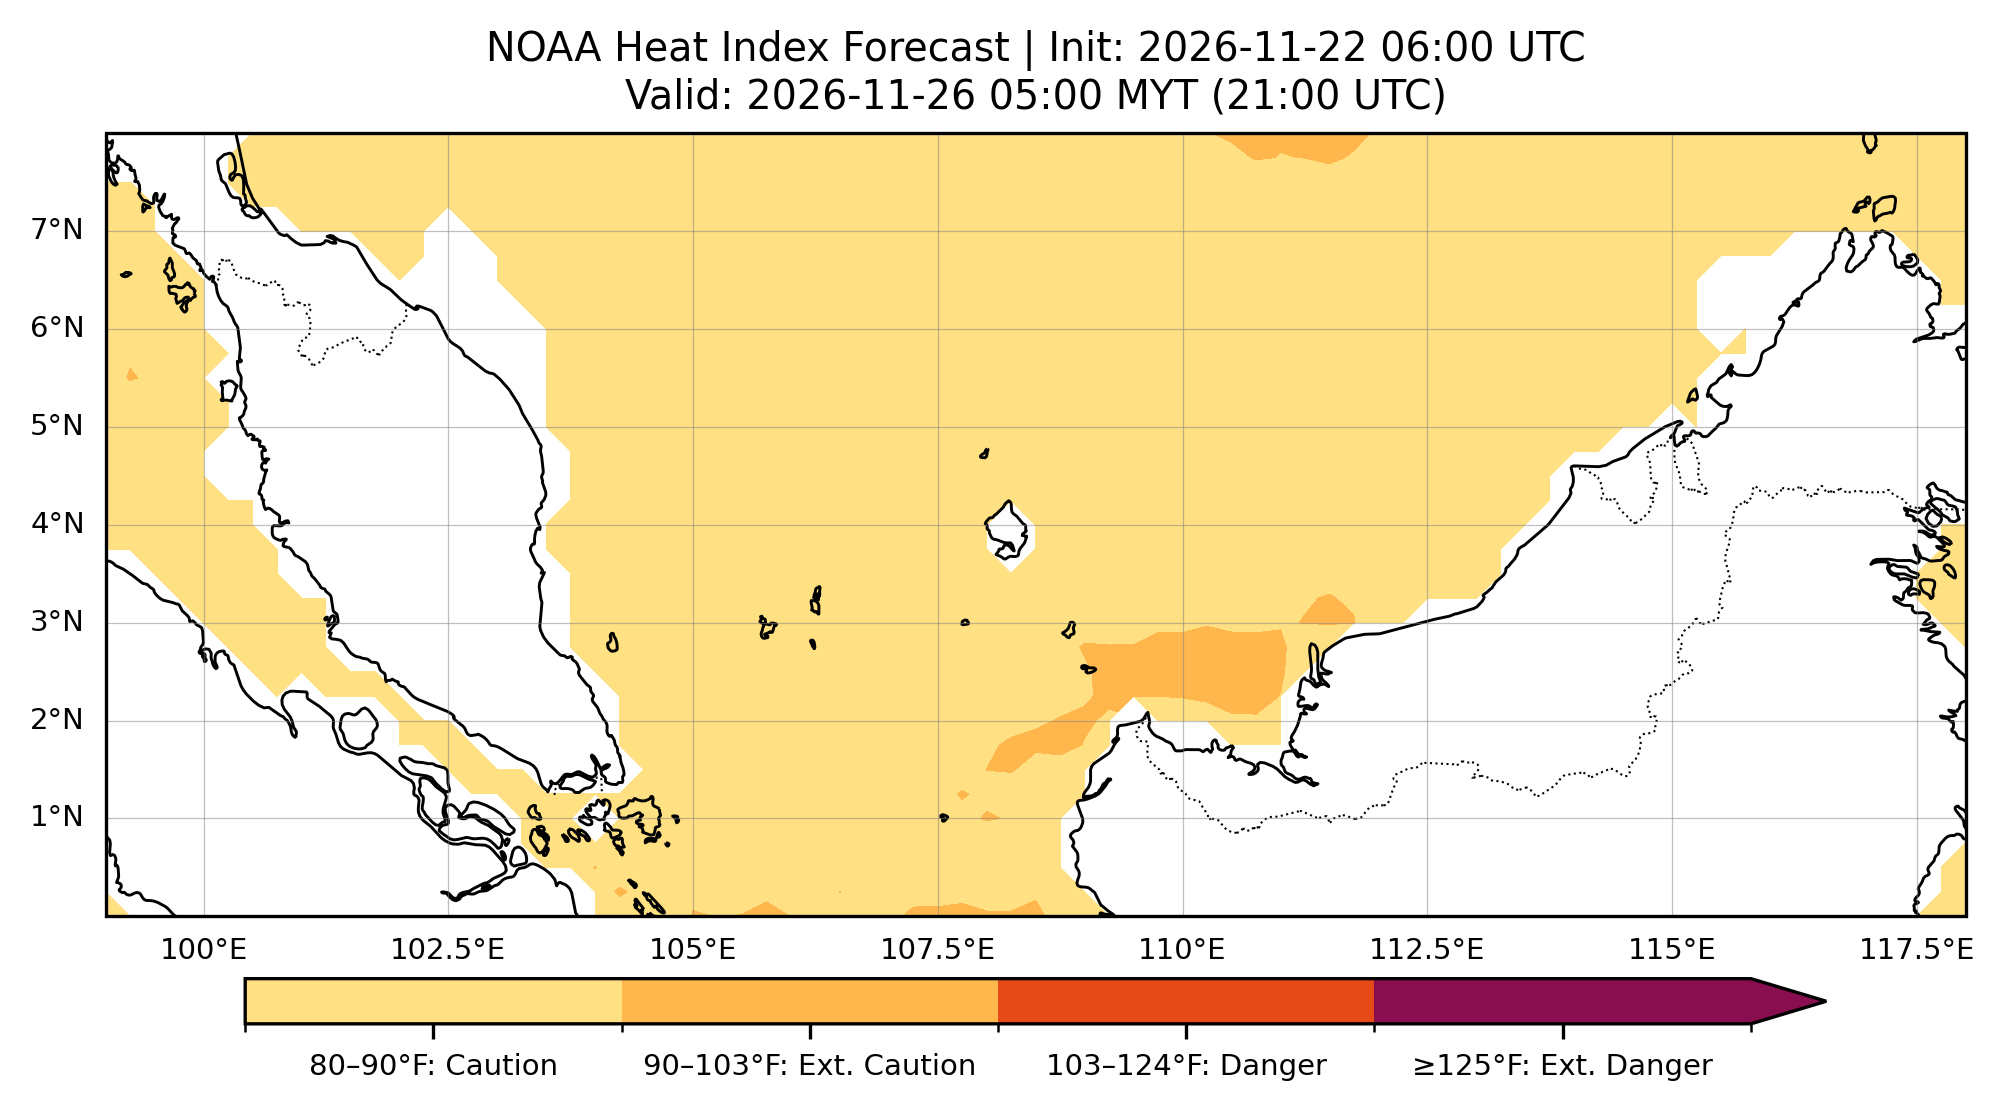 NOAA Heat Index Forecast | Init: 2026-11-22 06:00 UTC
Valid: 2026-11-26 05:00 MYT (21:00 UTC)
7°N
6°N
5°N
4°N
3°N
2°N
1°N
100°E
102.5°E
105°E
107.5°E
110°E
112.5°E
115°E
117.5°E
80–90°F: Caution
90–103°F: Ext. Caution
103–124°F: Danger
≥125°F: Ext. Danger